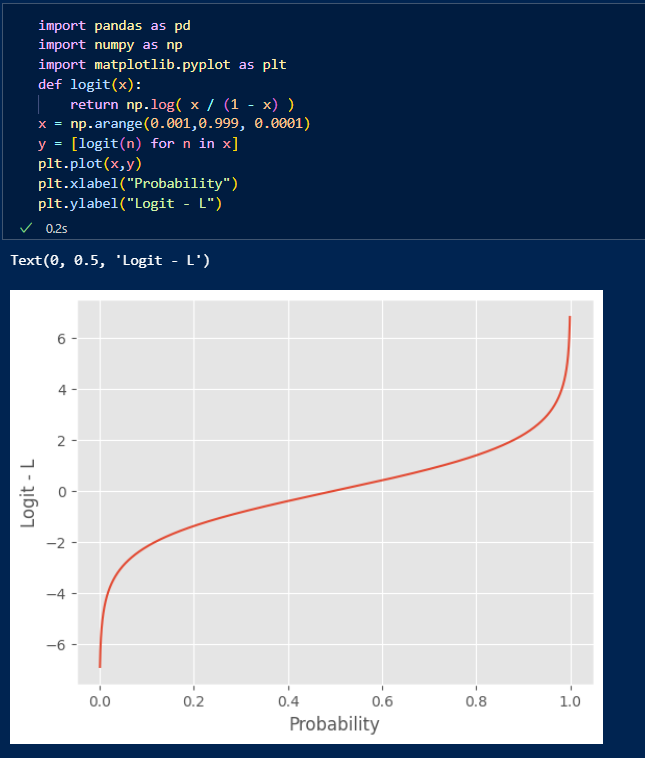 import pandas as pd
import numpy as np
import matplotlib.pyplot as plt
def logit(x):
    return np.log( x / (1 - x) )
x = np.arange(0.001,0.999, 0.0001)
y = [logit(n) for n in x]
plt.plot(x,y)
plt.xlabel("Probability")
plt.ylabel("Logit - L")
0.2s
Text(0, 0.5, 'Logit - L')
6
4
2
0
−2
−4
−6
Logit - L
0.0 0.2 0.4 0.6 0.8 1.0
Probability